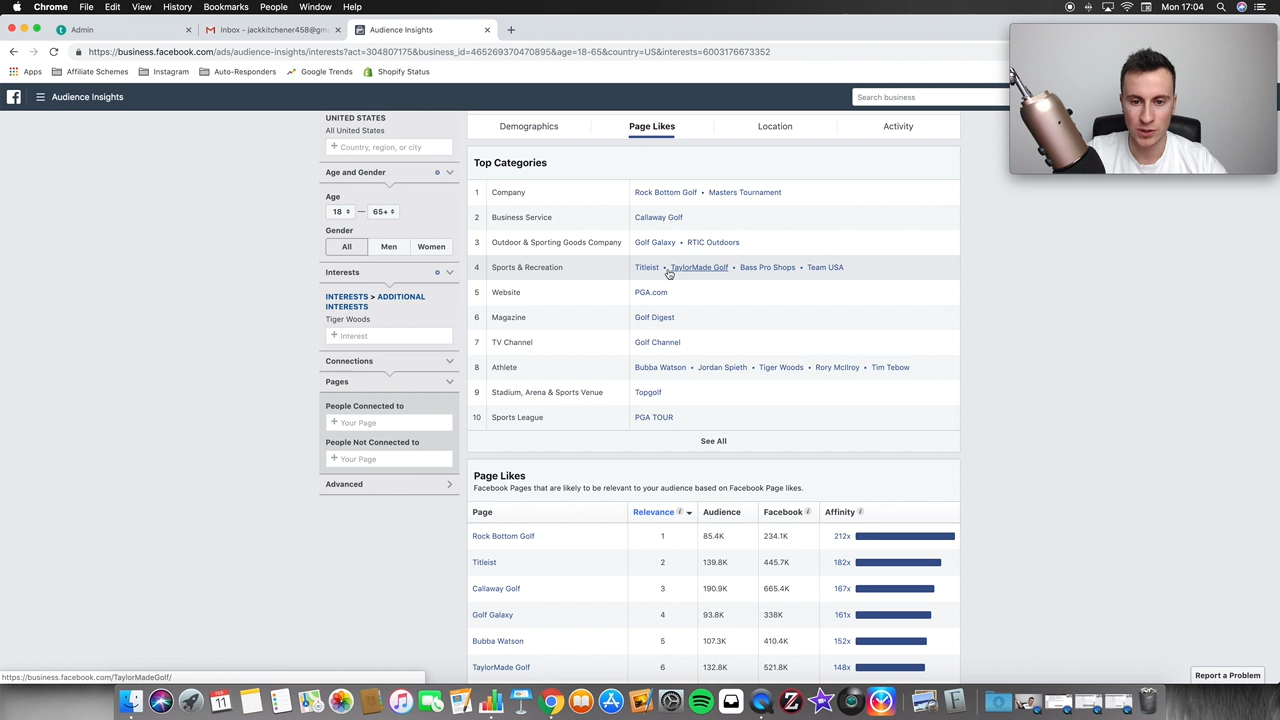 Chrome File Edit View History Bookmarks People Window Help
Mon 17:04
Admin
Inbox - jackkitchener458@gm
Audience Insights
https://business.facebook.com/ads/audience-insights/interests?act=304807175&business_id=465269370470895&age=18-65&country=US&interests=6003176673352
Apps Affiliate Schemes Instagram Auto-Responders Google Trends Shopify Status
Audience Insights
Search business
UNITED STATES
All United States
+ Country, region, or city
Age and Gender
Age
18 — 65+
Gender
All Men Women
Interests
INTERESTS > ADDITIONAL INTERESTS
Tiger Woods
+ Interest
Connections
Pages
People Connected to
+ Your Page
People Not Connected to
+ Your Page
Advanced
Demographics Page Likes Location Activity
Top Categories
1 Company Rock Bottom Golf • Masters Tournament
2 Business Service Callaway Golf
3 Outdoor & Sporting Goods Company Golf Galaxy • RTIC Outdoors
4 Sports & Recreation Titleist • TaylorMade Golf • Bass Pro Shops • Team USA
5 Website PGA.com
6 Magazine Golf Digest
7 TV Channel Golf Channel
8 Athlete Bubba Watson • Jordan Spieth • Tiger Woods • Rory McIlroy • Tim Tebow
9 Stadium, Arena & Sports Venue Topgolf
10 Sports League PGA TOUR
See All
Page Likes
Facebook Pages that are likely to be relevant to your audience based on Facebook Page likes.
Page Relevance Audience Facebook Affinity
Rock Bottom Golf 1 85.4K 234.1K 212x
Titleist 2 139.8K 445.7K 182x
Callaway Golf 3 190.9K 665.4K 167x
Golf Galaxy 4 93.8K 338K 161x
Bubba Watson 5 107.3K 410.4K 152x
TaylorMade Golf 6 132.8K 521.8K 148x
https://business.facebook.com/TaylorMadeGolf/
Report a Problem